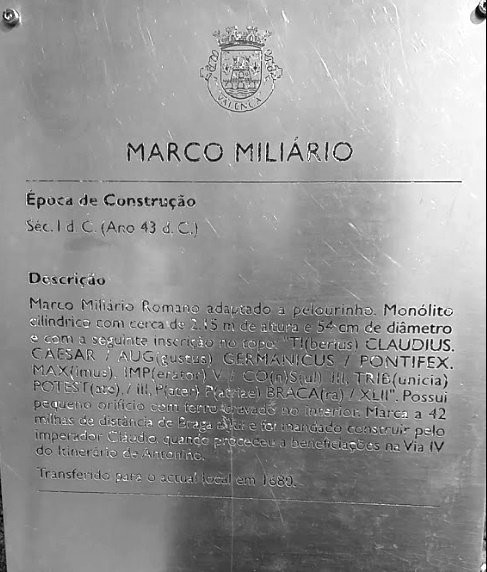 VALENÇA
MARCO MILIÁRIO
Época de Construção
Séc. I d. C. (Ano 43 d. C.)
Descrição
Marco Miliário Romano adaptado a pelourinho. Monólito
cilíndrico com cerca de 2.15 m de altura e 54 cm de diâmetro
e com a seguinte inscrição no topo: "TI(berius) CLAUDIUS.
CAESAR / AUG(gustus) GERMANICUS / PONTIFEX.
MAX(imus). IMP(erator) V / CO(n)S(ul) III, TRIB(unicia)
POTEST(ate). / III, P(ater) P(atriae) BRACA(ra) / XLII". Possui
pequeno orifício com ferro cravado no interior. Marca a 42
milhas de distância de Braga e foi mandado construir pelo
imperador Cláudio, quando procedeu a beneficiações na Via IV
do Itinerário de Antonino.
Transferido para o actual local em 1680.